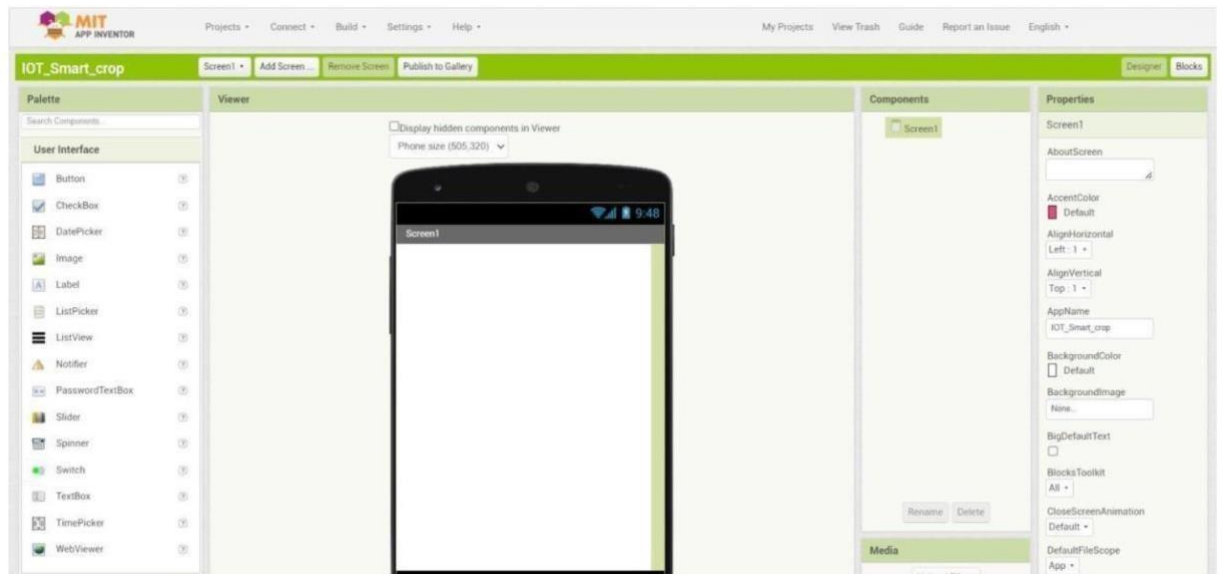 MIT
APP INVENTOR
Projects
Connect
Build
Settings
Help
My Projects
View Trash
Guide
Report an Issue
English
IOT_Smart_crop
Screen1
Add Screen ...
Remove Screen
Publish to Gallery
Designer
Blocks
Palette
Search Components...
User Interface
Button
CheckBox
DatePicker
Image
Label
ListPicker
ListView
Notifier
PasswordTextBox
Slider
Spinner
Switch
TextBox
TimePicker
WebViewer
Viewer
Display hidden components in Viewer
Phone size (505,320)
9:48
Screen1
Components
Screen1
Rename
Delete
Media
Properties
Screen1
AboutScreen
AccentColor
Default
AlignHorizontal
Left : 1
AlignVertical
Top : 1
AppName
IOT_Smart_crop
BackgroundColor
Default
BackgroundImage
None...
BigDefaultText
BlocksToolkit
All
CloseScreenAnimation
Default
DefaultFileScope
App